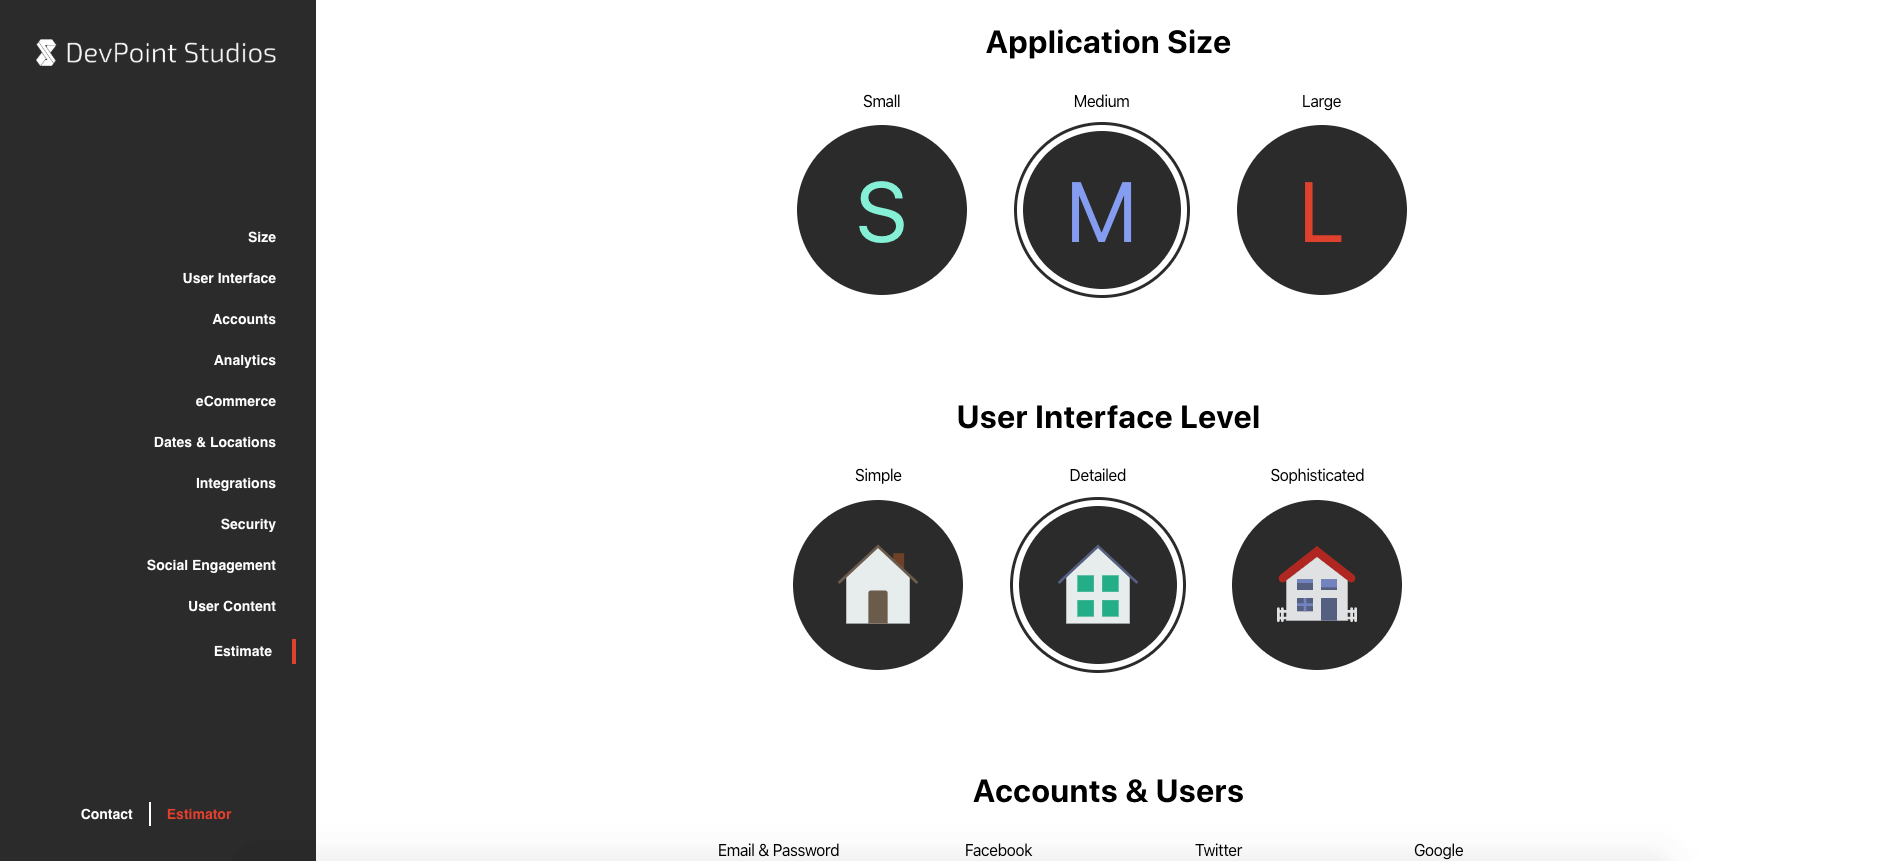 DevPoint Studios
Size
User Interface
Accounts
Analytics
eCommerce
Dates & Locations
Integrations
Security
Social Engagement
User Content
Estimate
Contact
Estimator
Application Size
Small Medium Large
S M L
User Interface Level
Simple Detailed Sophisticated
Accounts & Users
Email & Password Facebook Twitter Google